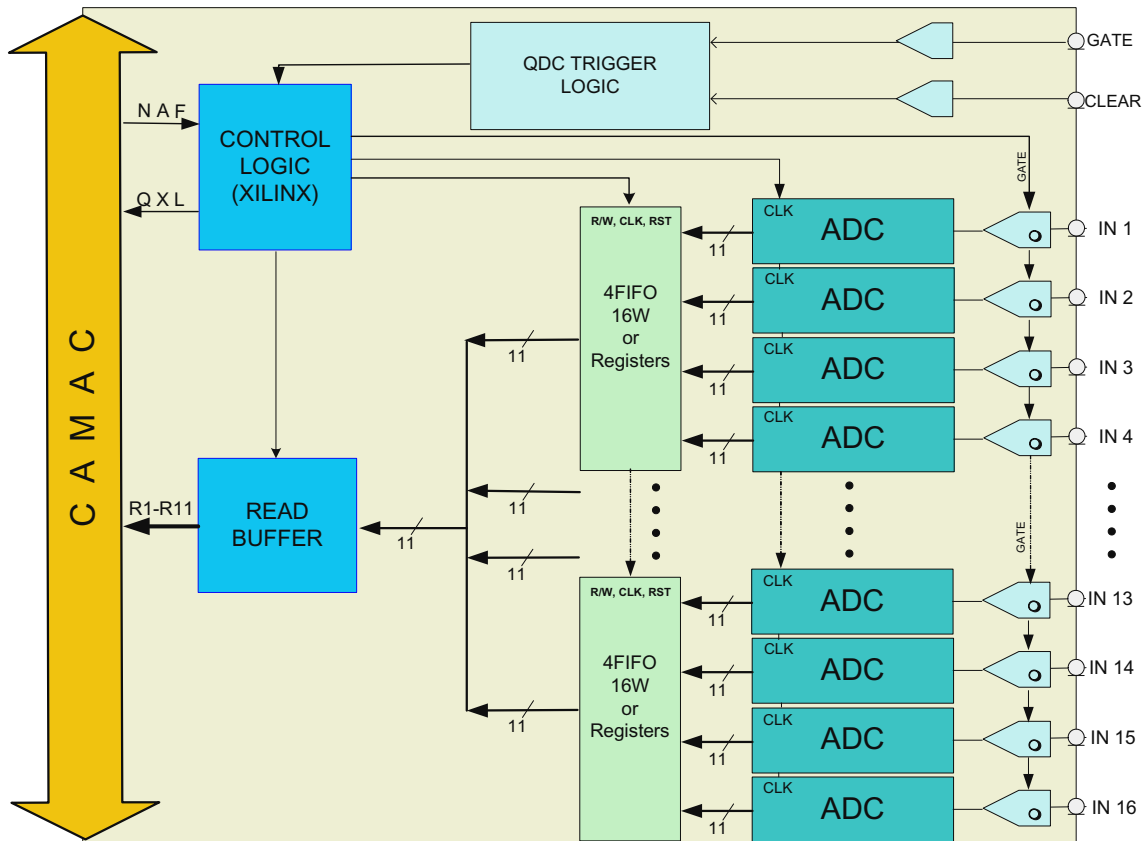 CAMAC
N A F
Q X L
R1-R11
CONTROL
LOGIC
(XILINX)
READ
BUFFER
QDC TRIGGER
LOGIC
GATE
CLEAR
GATE
R/W, CLK, RST
4FIFO
16W
or
Registers
CLK
ADC
11
IN 1
CLK
ADC
11
IN 2
CLK
ADC
11
IN 3
CLK
ADC
11
IN 4
11
11
11
11
11
GATE
R/W, CLK, RST
4FIFO
16W
or
Registers
CLK
ADC
11
IN 13
CLK
ADC
11
IN 14
CLK
ADC
11
IN 15
CLK
ADC
11
IN 16